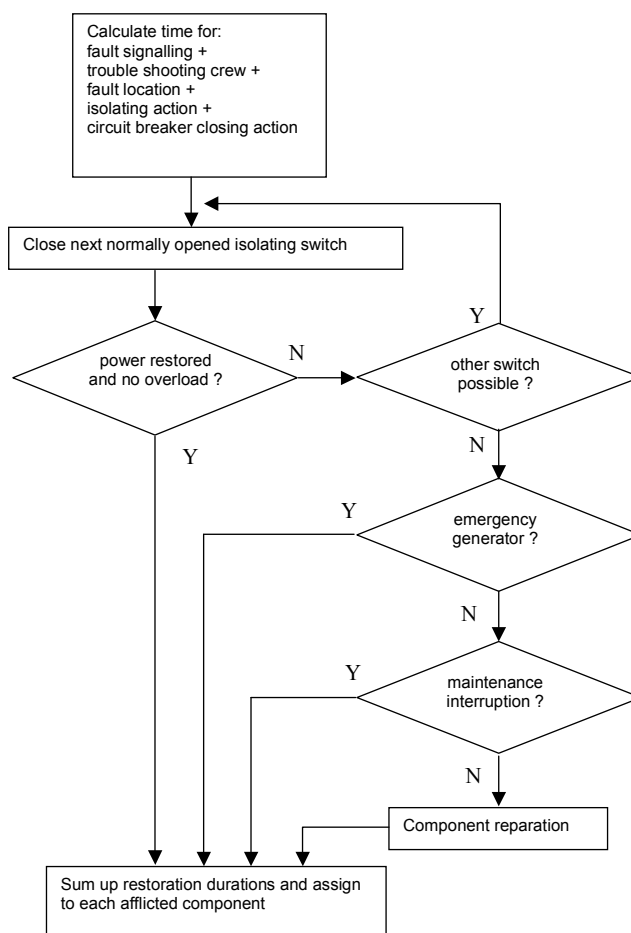 Calculate time for:
fault signalling +
trouble shooting crew +
fault location +
isolating action +
circuit breaker closing action
Close next normally opened isolating switch
Y
power restored
and no overload ?
N
other switch
possible ?
Y
N
Y
emergency
generator ?
N
Y
maintenance
interruption ?
N
Component reparation
Sum up restoration durations and assign
to each afflicted component